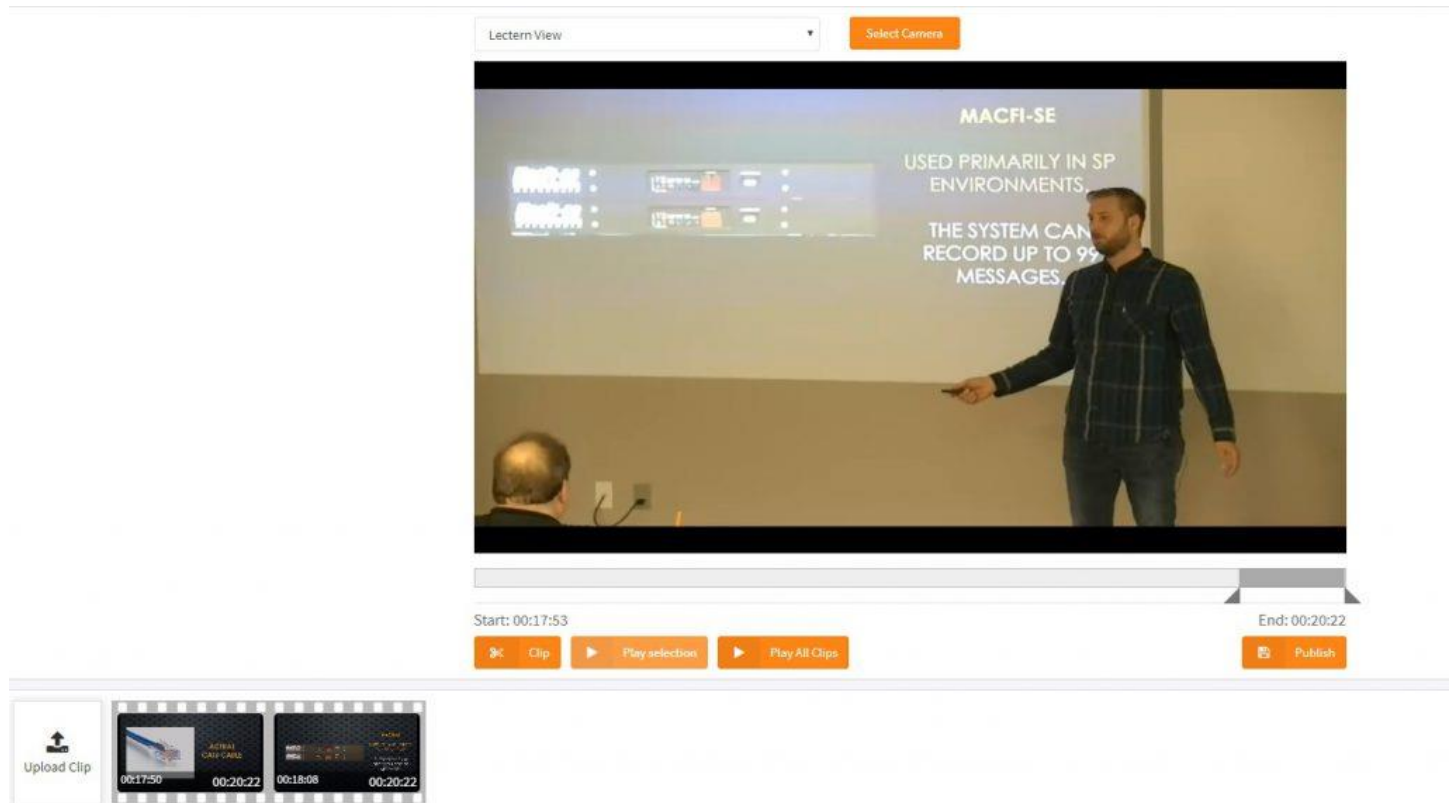 Lectern View
Select Camera
MACFI-SE
USED PRIMARILY IN SP
ENVIRONMENTS.
THE SYSTEM CAN
RECORD UP TO 99
MESSAGES.
Start: 00:17:53
End: 00:20:22
Clip
Play selection
Play All Clips
Publish
Upload Clip
00:17:50
00:20:22
00:18:08
00:20:22